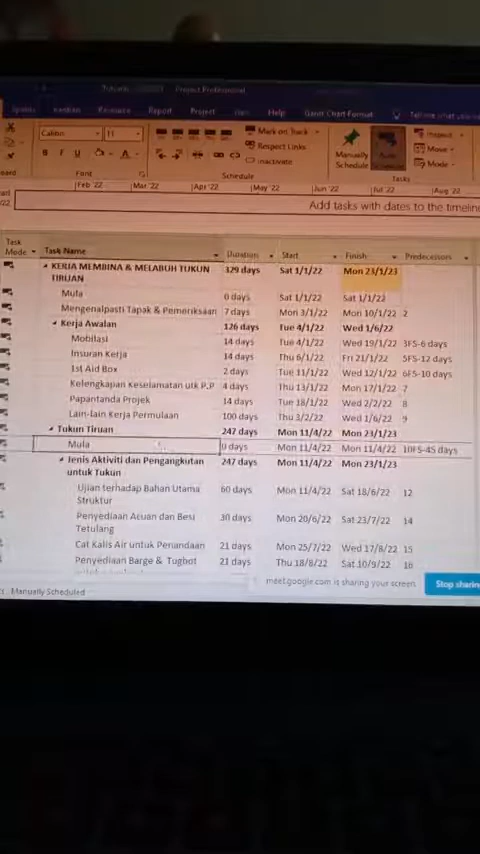 Project Professional
Resource Report Project Help Gantt Chart Format Tell me what
Calibri 11
B I U A
Mark on Track
Respect Links
Inactivate
Manually Schedule
Auto Schedule
Inspect
Move
Mode
Font Schedule Tasks
Feb '22 Mar '22 Apr '22 May '22 Jun '22 Jul '22 Aug '22
Add tasks with dates to the timeline
Task Mode Task Name Duration Start Finish Predecessors
KERJA MEMBINA & MELABUH TUKUN TIRUAN 329 days Sat 1/1/22 Mon 23/1/23
Mula 0 days Sat 1/1/22 Sat 1/1/22
Mengenalpasti Tapak & Pemeriksaan 7 days Mon 3/1/22 Mon 10/1/22 2
Kerja Awalan 126 days Tue 4/1/22 Wed 1/6/22
Mobilasi 14 days Tue 4/1/22 Wed 19/1/22 3FS-6 days
Insuran Kerja 14 days Thu 6/1/22 Fri 21/1/22 5FS-12 days
1st Aid Box 2 days Tue 11/1/22 Wed 12/1/22 6FS-10 days
Kelengkapan Keselamatan utk P.P 4 days Thu 13/1/22 Mon 17/1/22 7
Papantanda Projek 14 days Tue 18/1/22 Wed 2/2/22 8
Lain-lain Kerja Permulaan 100 days Thu 3/2/22 Wed 1/6/22 9
Tukun Tiruan 247 days Mon 11/4/22 Mon 23/1/23
Mula 0 days Mon 11/4/22 Mon 11/4/22 10FS-45 days
Jenis Aktiviti dan Pengangkutan untuk Tukun 247 days Mon 11/4/22 Mon 23/1/23
Ujian terhadap Bahan Utama Struktur 60 days Mon 11/4/22 Sat 18/6/22 12
Penyediaan Acuan dan Besi Tetulang 30 days Mon 20/6/22 Sat 23/7/22 14
Cat Kalis Air untuk Penandaan 21 days Mon 25/7/22 Wed 17/8/22 15
Penyediaan Barge & Tugbot 21 days Thu 18/8/22 Sat 10/9/22 16
meet.google.com is sharing your screen. Stop sharing
Manually Scheduled